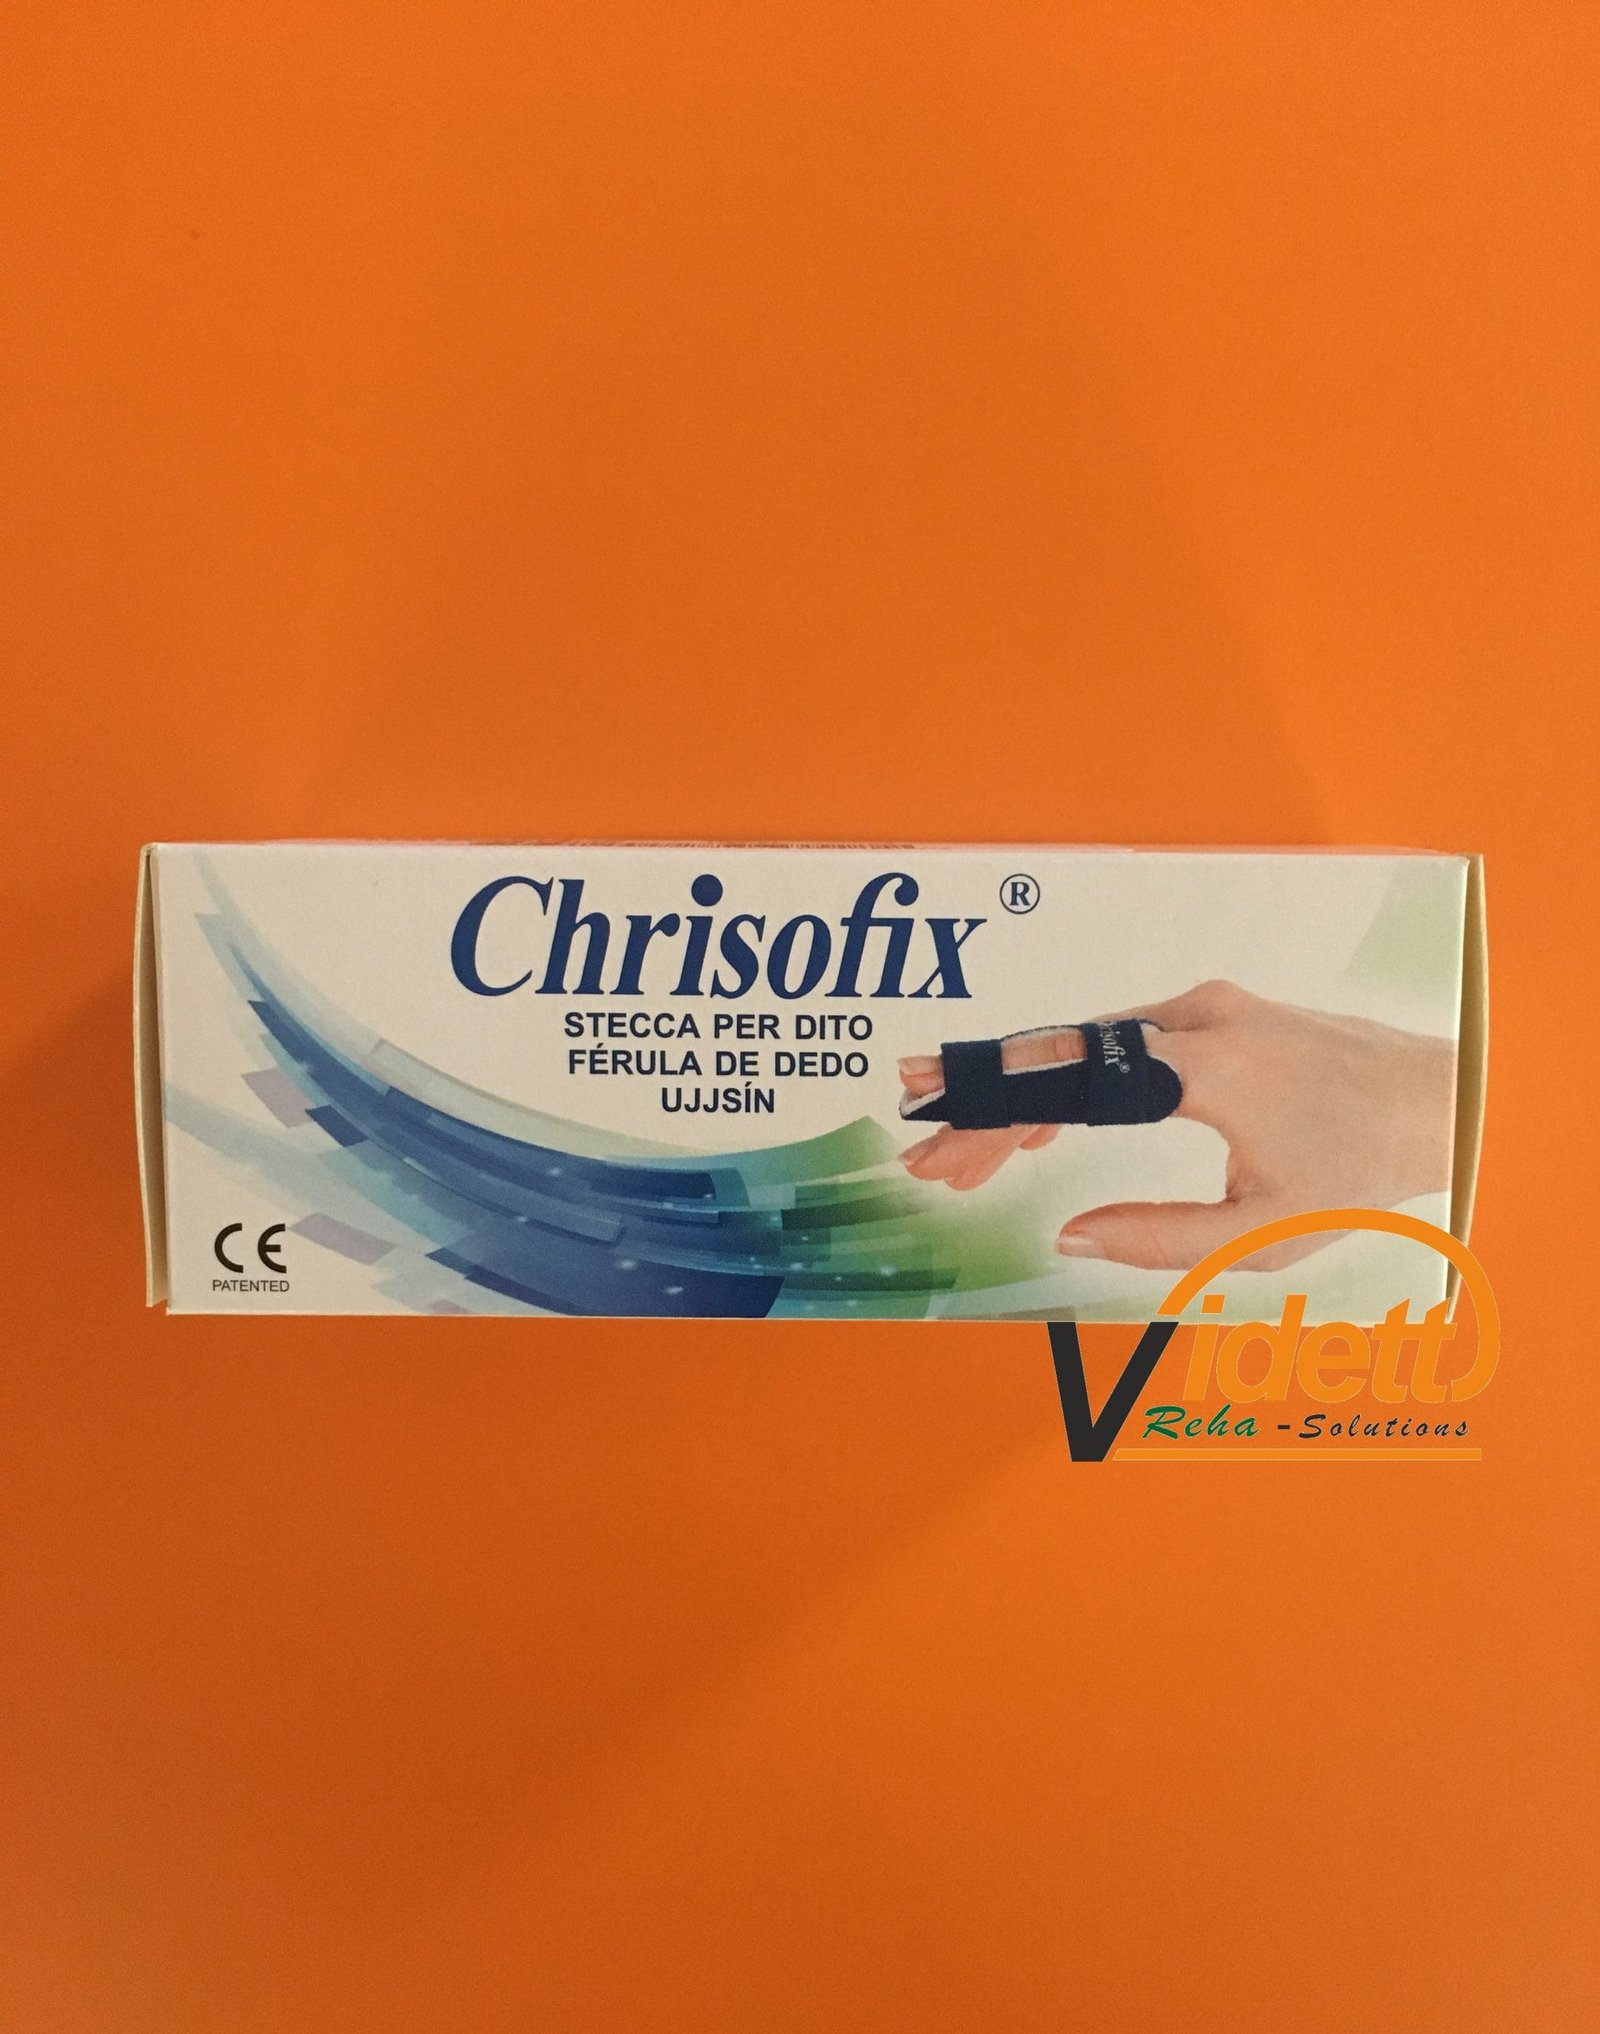 Chrisofix®
STECCA PER DITO
FÉRULA DE DEDO
UJJSÍN
CE
PATENTED
Vidett
Reha - Solutions